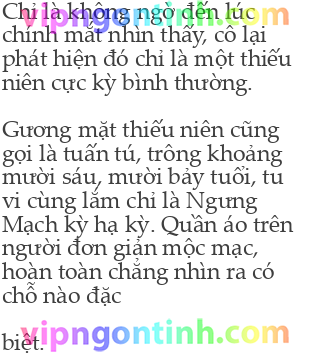 Chỉ là không ngờ đến lúc
vipngontinh.com
chính mắt nhìn thấy, cô lại
phát hiện đó chỉ là một thiếu
niên cực kỳ bình thường.
Gương mặt thiếu niên cũng
gọi là tuấn tú, trông khoảng
mười sáu, mười bảy tuổi, tu
vi cùng lắm chỉ là Ngưng
Mạch kỳ hạ kỳ. Quần áo trên
người đơn giản mộc mạc,
hoàn toàn chẳng nhìn ra có
chỗ nào đặc
vipngontinh.com
biệt.